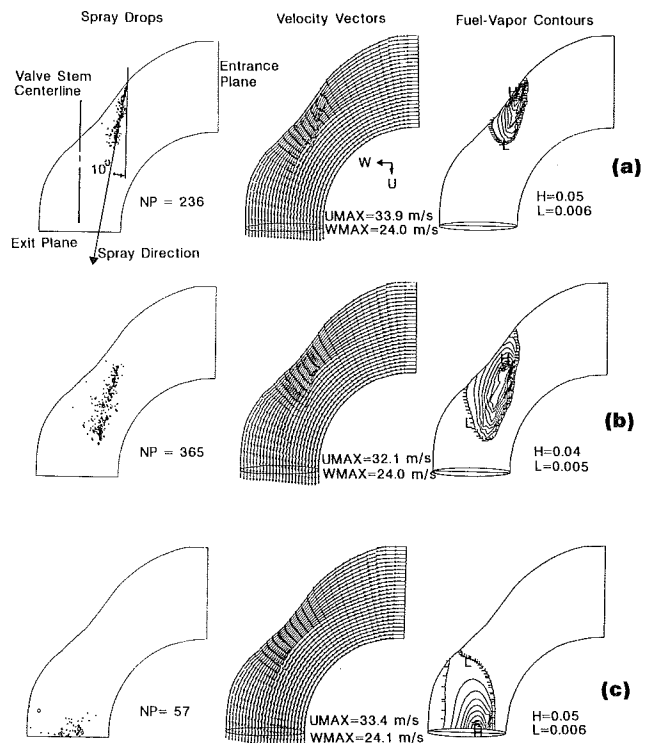 Spray Drops
Velocity Vectors
Fuel-Vapor Contours
Valve Stem
Centerline
Entrance
Plane
10°
NP = 236
Exit Plane
Spray Direction
W
U
UMAX=33.9 m/s
WMAX=24.0 m/s
H
L
H=0.05
L=0.006
(a)
NP = 365
UMAX=32.1 m/s
WMAX=24.0 m/s
H
L
H=0.04
L=0.005
(b)
NP= 57
UMAX=33.4 m/s
WMAX=24.1 m/s
L
H
H=0.05
L=0.006
(c)